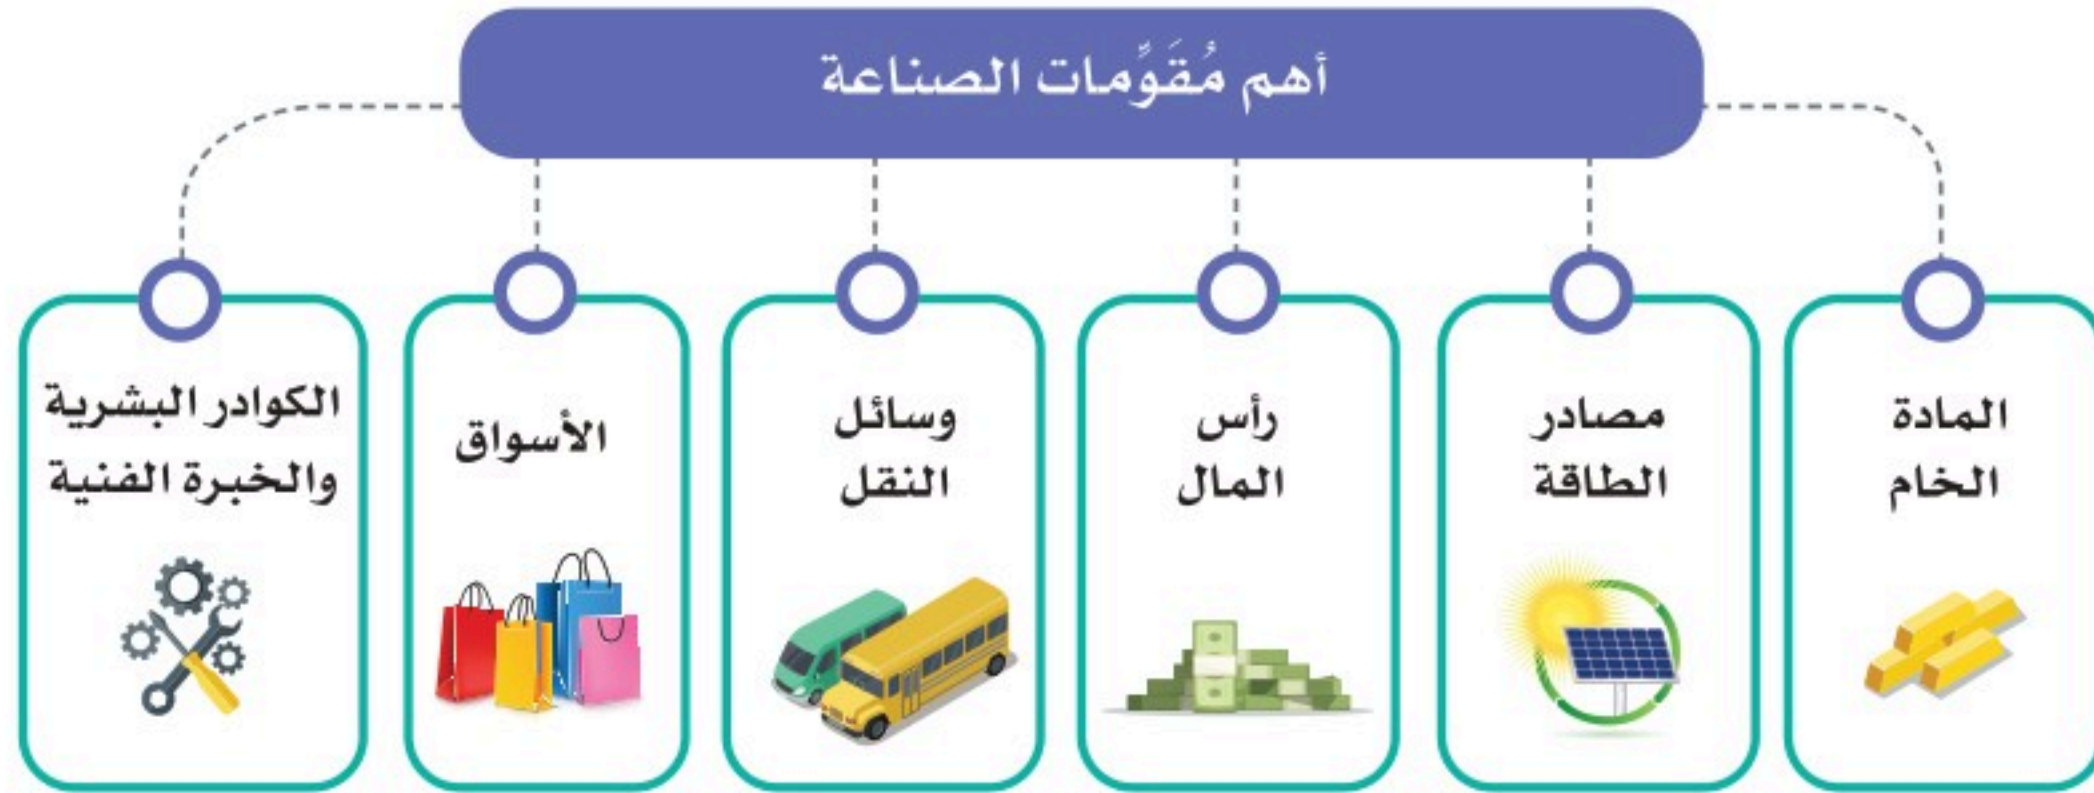 أهم مُقَوِّمات الصناعة
المادة
الخام
مصادر
الطاقة
رأس
المال
وسائل
النقل
الأسواق
الكوادر البشرية
والخبرة الفنية